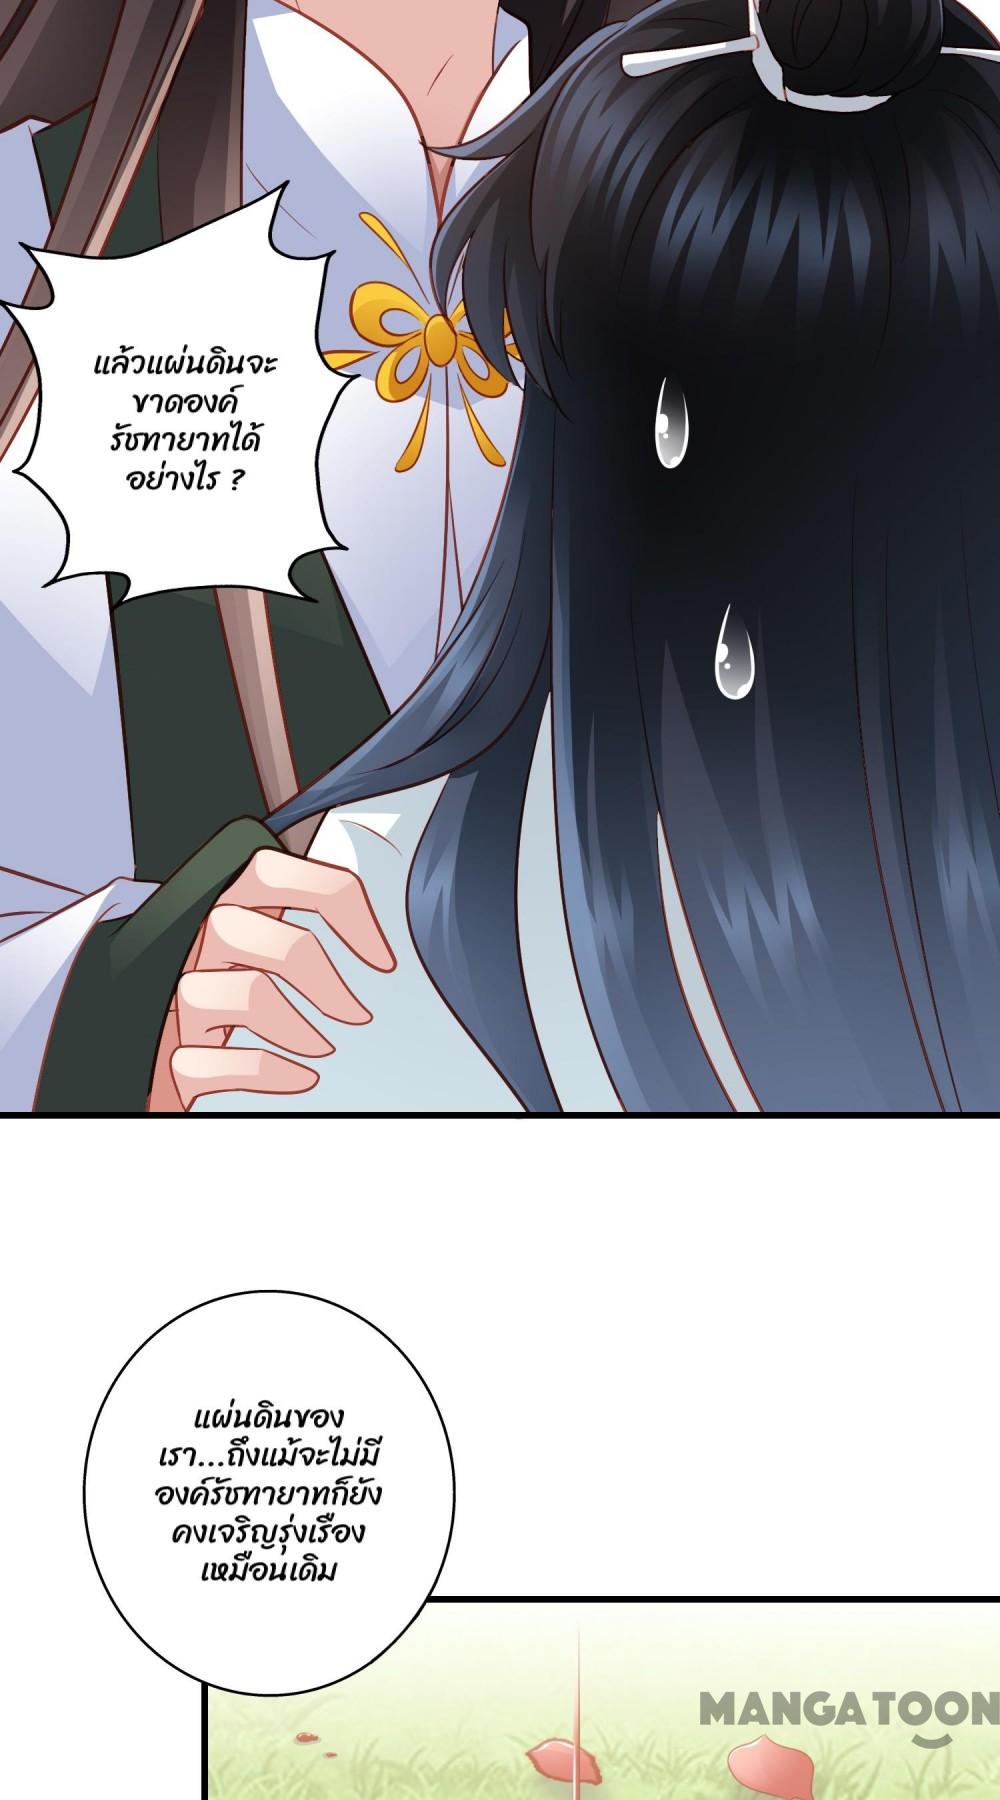 แล้วแผ่นดินจะ
ขาดองค์
รัชทายาทได้
อย่างไร ?
แผ่นดินของ
เรา...ถึงแม้จะไม่มี
องค์รัชทายาทก็ยัง
คงเจริญรุ่งเรือง
เหมือนเดิม
MANGATOON